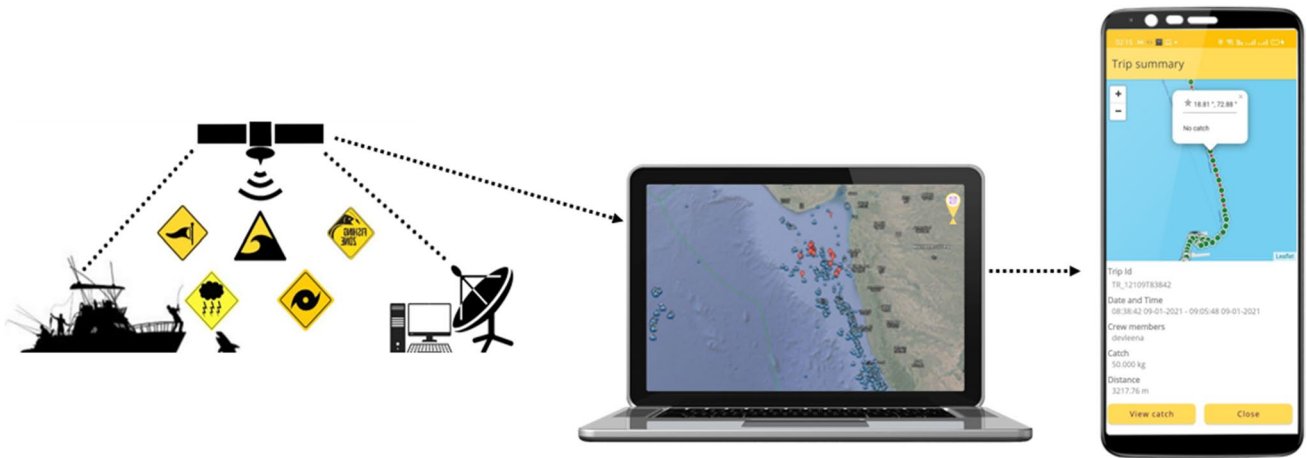 FISHING
ZONE
Trip summary
+
−
18.81 °, 72.88 °
×
No catch
Leaflet
Trip Id
TR_12109T83842
Date and Time
08:38:42 09-01-2021 - 09:05:48 09-01-2021
Crew members
devleena
Catch
50.000 kg
Distance
3217.76 m
View catch
Close